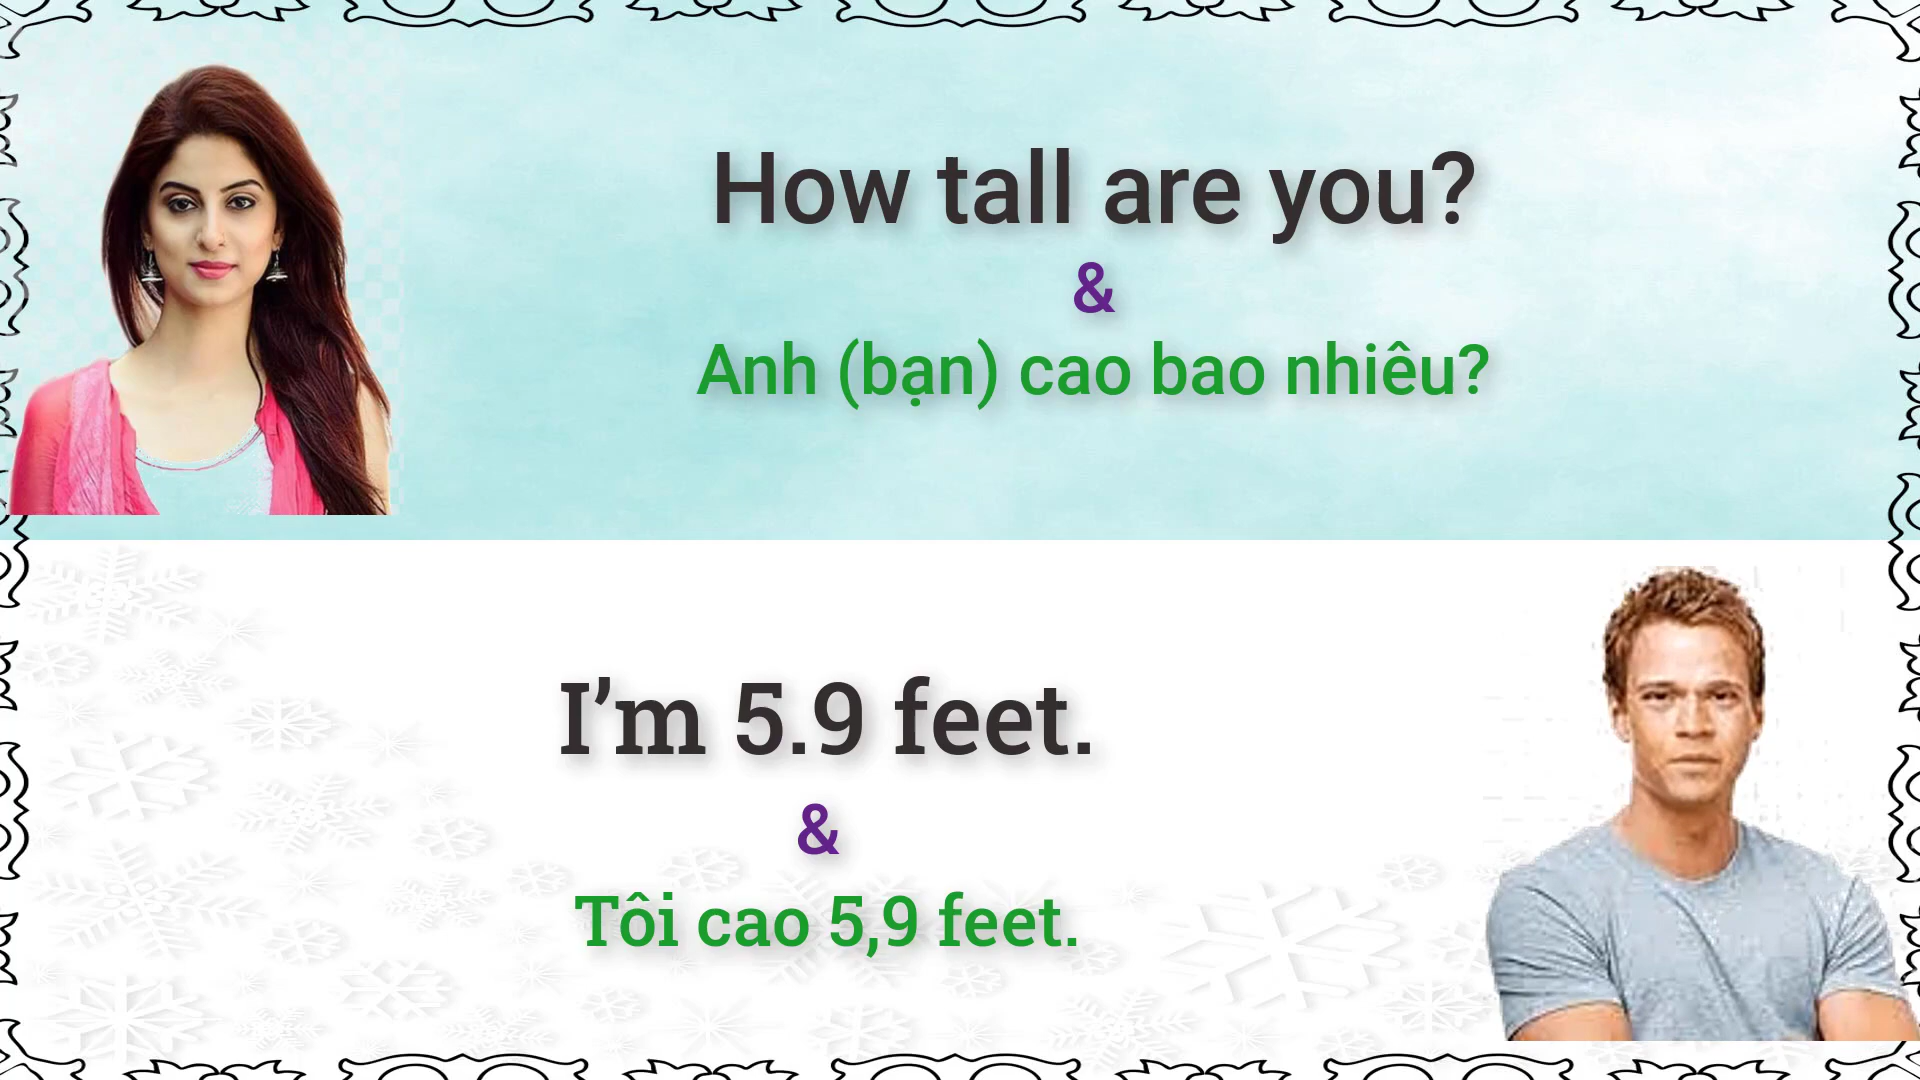 How tall are you?
&
Anh (bạn) cao bao nhiêu?
I’m 5.9 feet.
&
Tôi cao 5,9 feet.